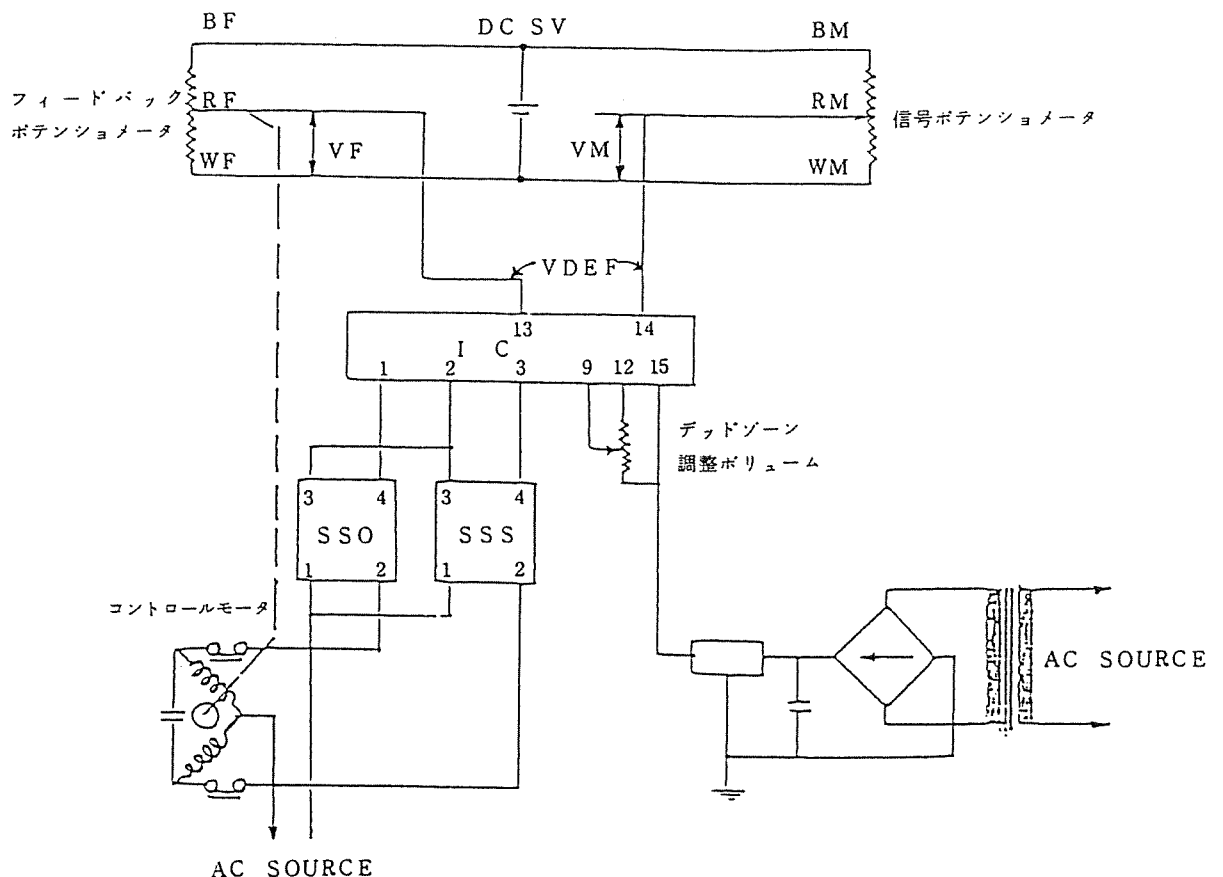 BF
DC SV
BM
フィードバック
ポテンショメータ
RF
RM
信号ポテンショメータ
VF
VM
WF
WM
VDEF
13
14
IC
1
2
3
9
12
15
デッドゾーン
調整ボリューム
3
4
3
4
SSO
SSS
1
2
1
2
コントロールモータ
AC SOURCE
AC SOURCE